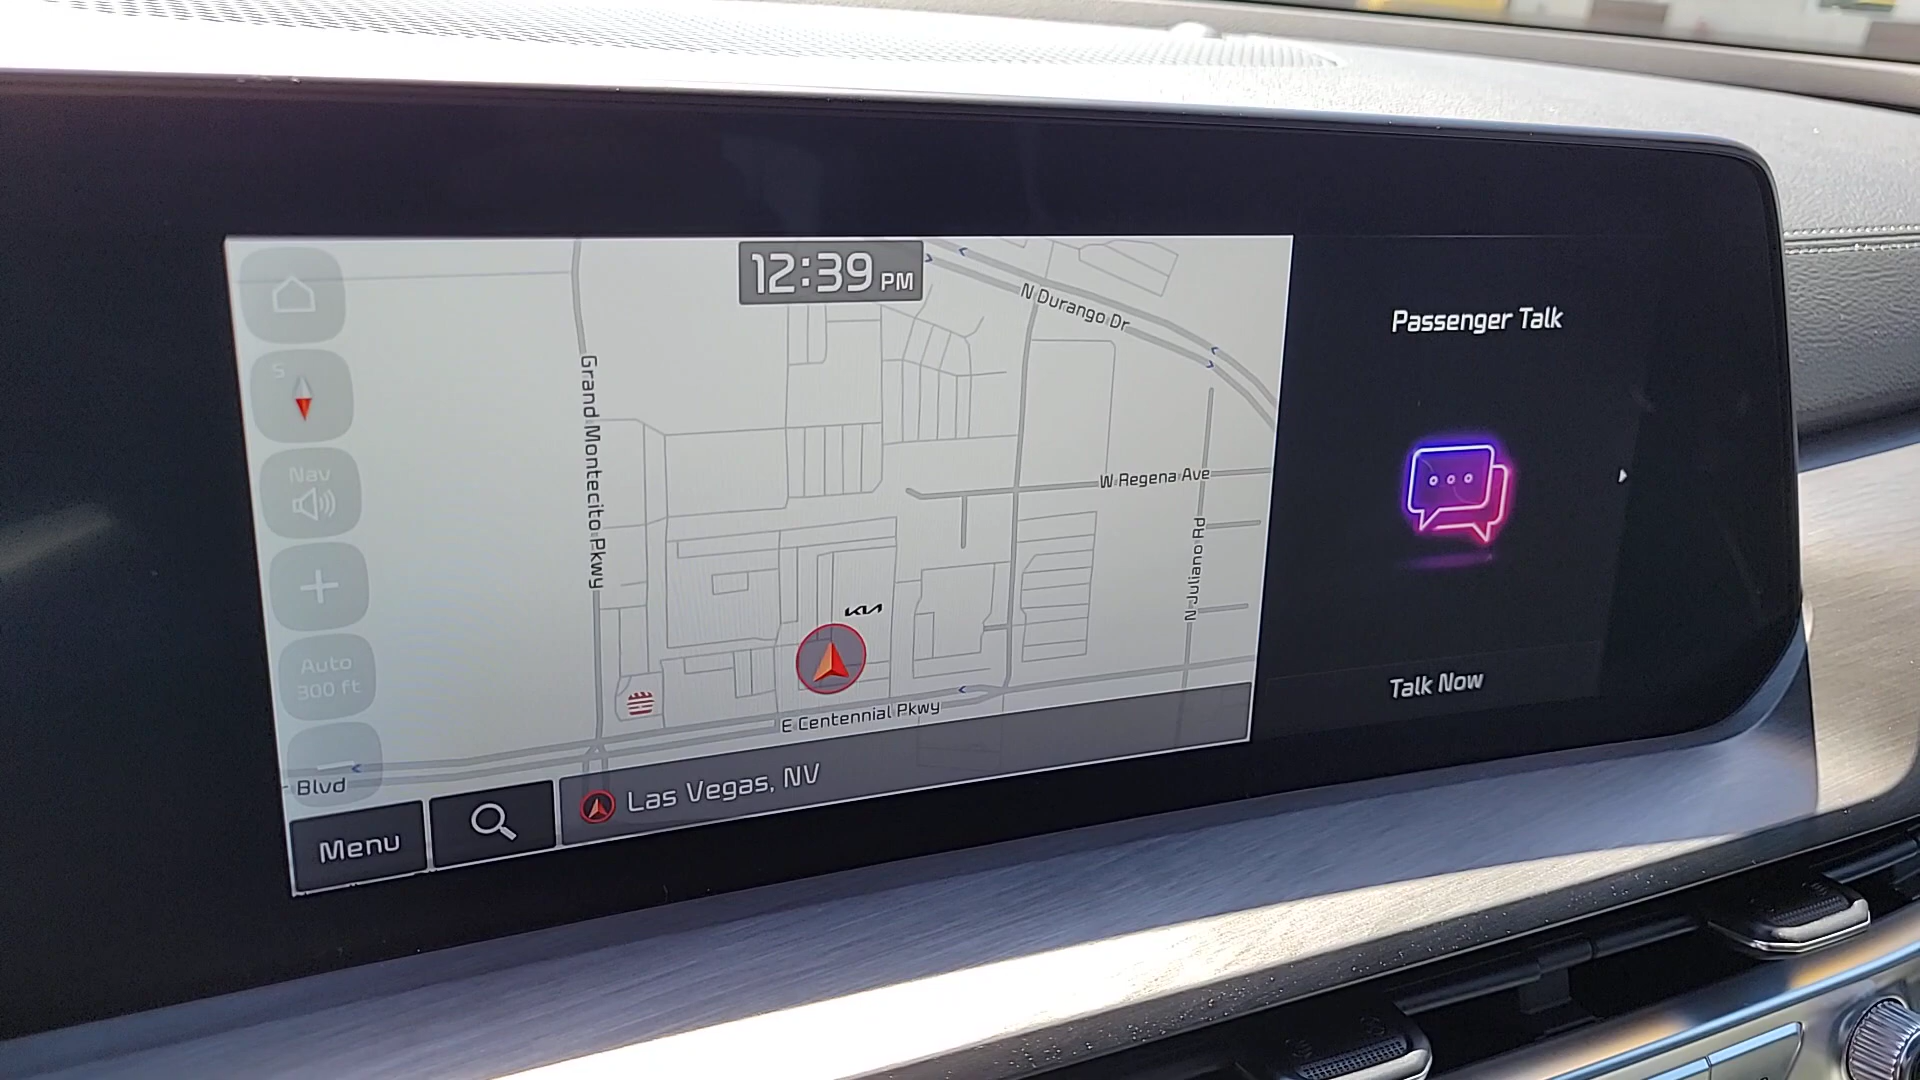 12:39 PM
N Durango Dr
Passenger Talk
S
Grand Montecito Pkwy
Nav
W Regena Ave
N Juliano Rd
KIA
Auto
300 ft
E Centennial Pkwy
Talk Now
Blvd
Menu
Las Vegas, NV